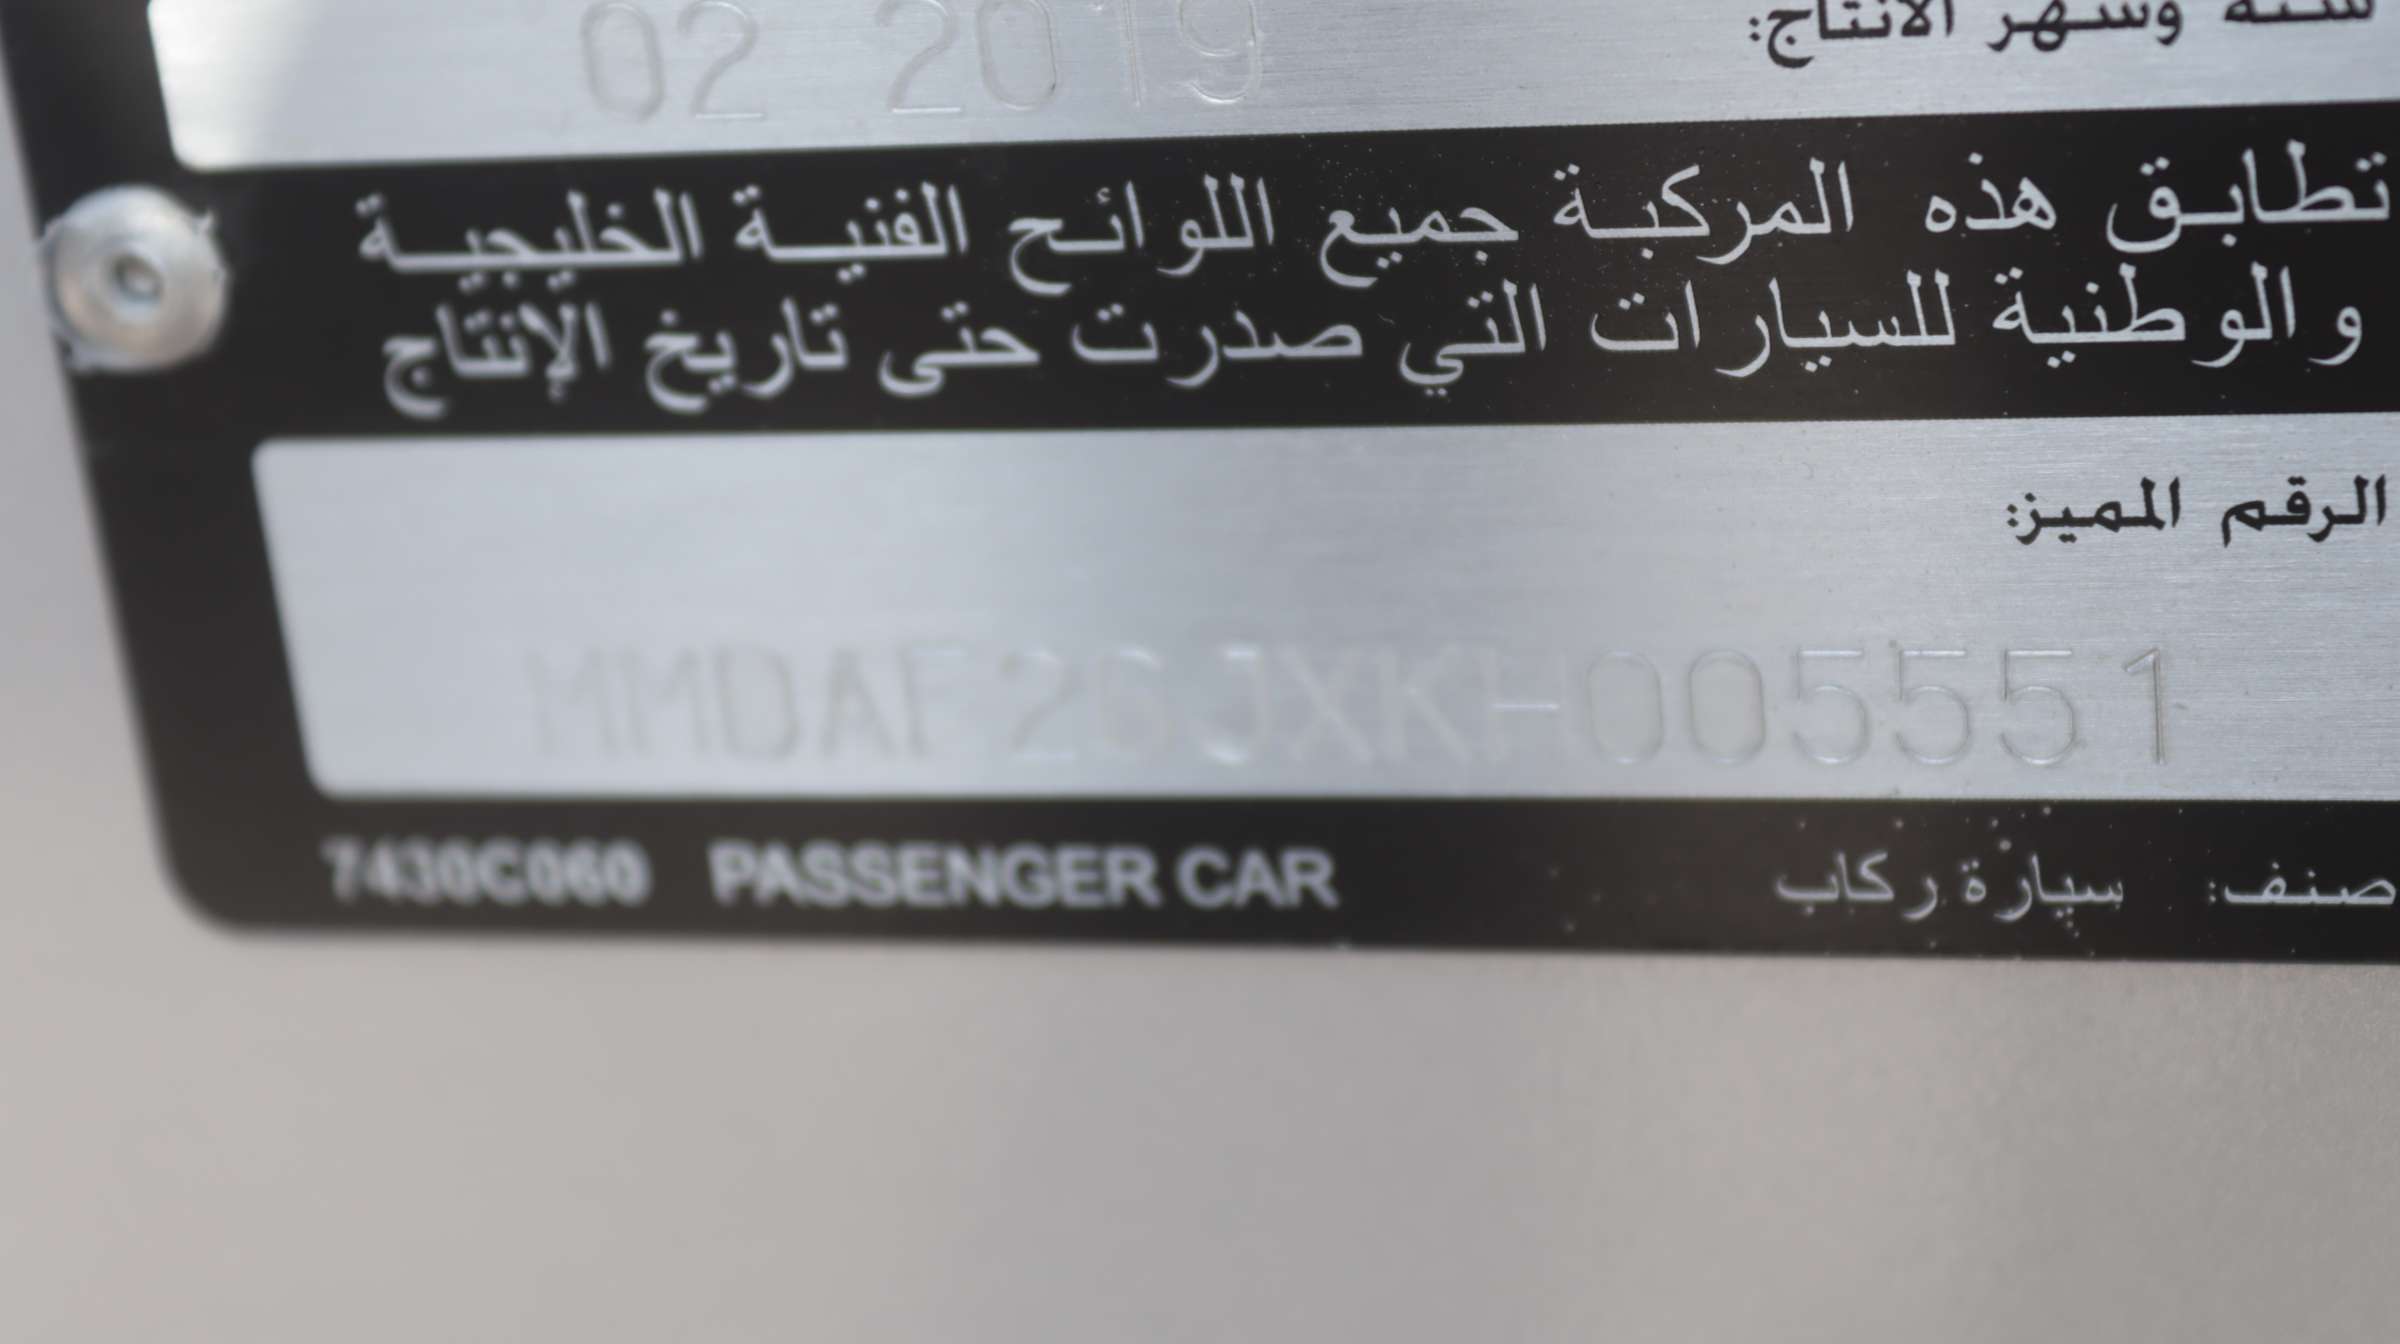 سنة وشهر الانتاج: 02 2019
تطابق هذه المركبة جميع اللوائح الفنية الخليجية
والوطنية للسيارات التي صدرت حتى تاريخ الإنتاج
الرقم المميز:
MMDAF26JXKH005551
صنف: سيارة ركاب PASSENGER CAR 7430C060